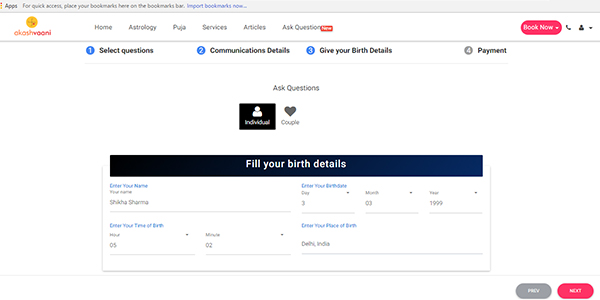 Apps For quick access, place your bookmarks here on the bookmarks bar. Import bookmarks now...
akashvaani
Home Astrology Puja Services Articles Ask Question New Book Now
1 Select questions 2 Communications Details 3 Give your Birth Details 4 Payment
Ask Questions
Individual Couple
Fill your birth details
Enter Your Name Enter Your Birthdate
Your name Day Month Year
Shikha Sharma 3 03 1999
Enter Your Time of Birth Enter Your Place of Birth
Hour Minute
05 02 Delhi, India
PREV NEXT